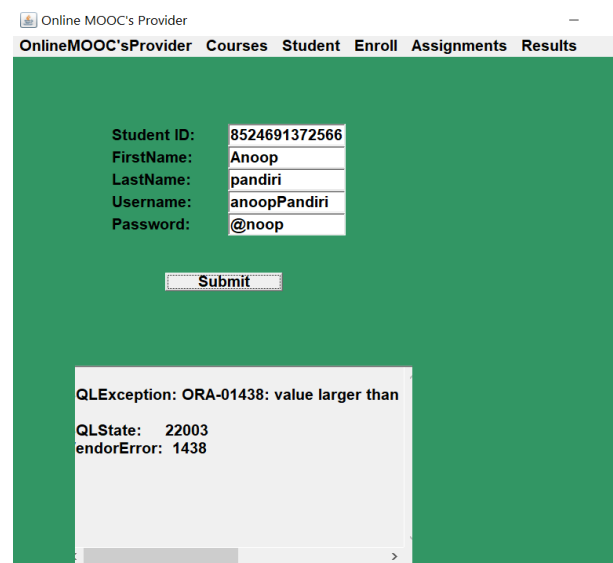 Online MOOC's Provider
OnlineMOOC'sProvider Courses Student Enroll Assignments Results
Student ID: 8524691372566
FirstName: Anoop
LastName: pandiri
Username: anoopPandiri
Password: @noop
Submit
QLException: ORA-01438: value larger than
QLState: 22003
endorError: 1438